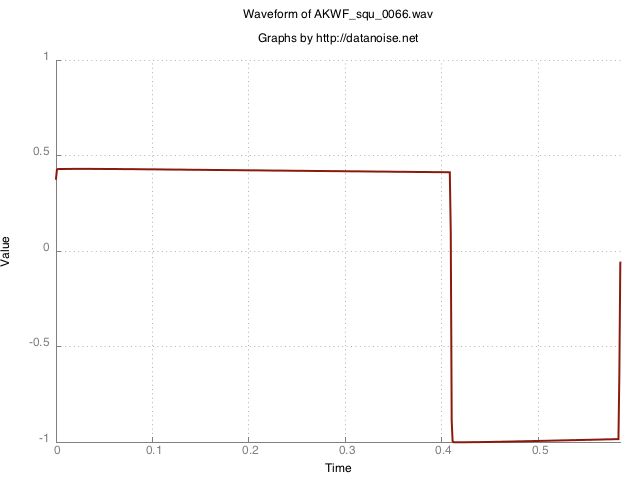 Waveform of AKWF_squ_0066.wav
Graphs by http://datanoise.net
1
0.5
0
-0.5
-1
Value
0 0.1 0.2 0.3 0.4 0.5
Time